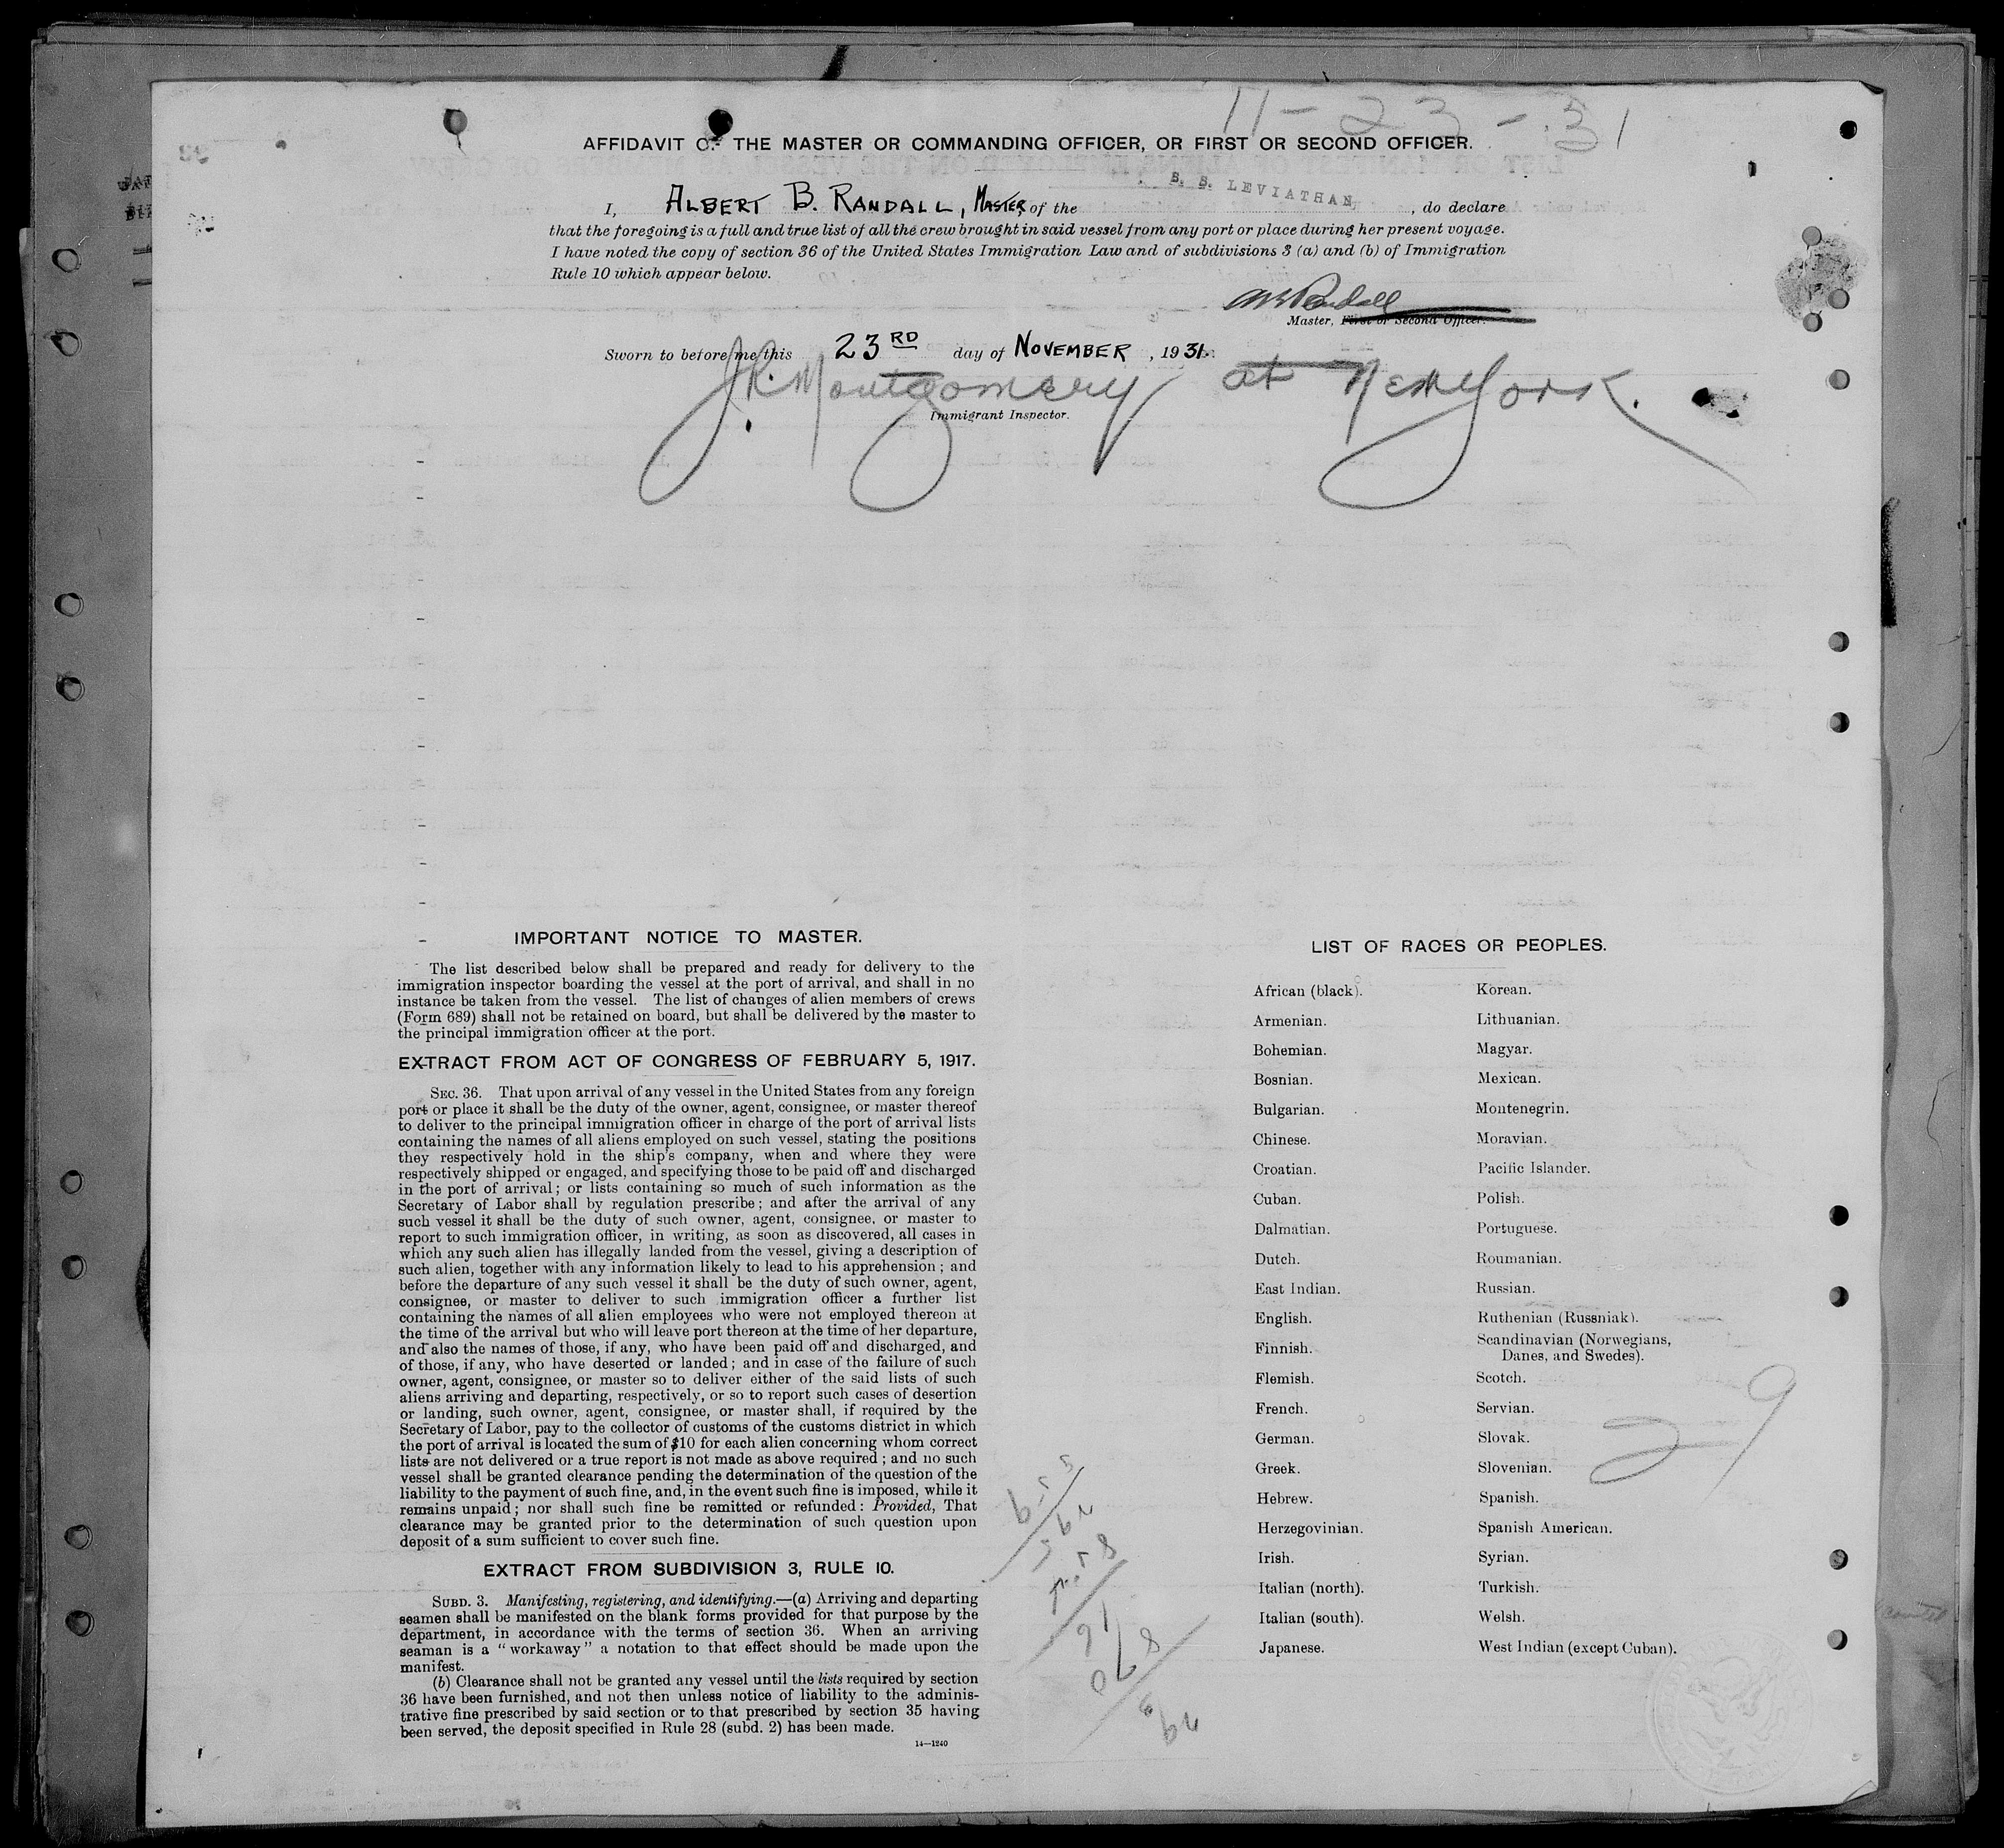 11-23-31
AFFIDAVIT OF THE MASTER OR COMMANDING OFFICER, OR FIRST OR SECOND OFFICER.
I, ALBERT B. RANDALL, MASTER, of the S. S. LEVIATHAN, do declare
that the foregoing is a full and true list of all the crew brought in said vessel from any port or place during her present voyage.
I have noted the copy of section 36 of the United States Immigration Law and of subdivisions 3 (a) and (b) of Immigration
Rule 10 which appear below.
AB Randall
Master, First or Second Officer.
Sworn to before me this 23RD day of NOVEMBER, 1931.
J.R. Montgomery at New York.
Immigrant Inspector.
IMPORTANT NOTICE TO MASTER.
The list described below shall be prepared and ready for delivery to the
immigration inspector boarding the vessel at the port of arrival, and shall in no
instance be taken from the vessel. The list of changes of alien members of crews
(Form 689) shall not be retained on board, but shall be delivered by the master to
the principal immigration officer at the port.
EXTRACT FROM ACT OF CONGRESS OF FEBRUARY 5, 1917.
SEC. 36. That upon arrival of any vessel in the United States from any foreign
port or place it shall be the duty of the owner, agent, consignee, or master thereof
to deliver to the principal immigration officer in charge of the port of arrival lists
containing the names of all aliens employed on such vessel, stating the positions
they respectively hold in the ship's company, when and where they were
respectively shipped or engaged, and specifying those to be paid off and discharged
in the port of arrival; or lists containing so much of such information as the
Secretary of Labor shall by regulation prescribe; and after the arrival of any
such vessel it shall be the duty of such owner, agent, consignee, or master to
report to such immigration officer, in writing, as soon as discovered, all cases in
which any such alien has illegally landed from the vessel, giving a description of
such alien, together with any information likely to lead to his apprehension; and
before the departure of any such vessel it shall be the duty of such owner, agent,
consignee, or master to deliver to such immigration officer a further list
containing the names of all alien employees who were not employed thereon at
the time of the arrival but who will leave port thereon at the time of her departure,
and also the names of those, if any, who have been paid off and discharged, and
of those, if any, who have deserted or landed; and in case of the failure of such
owner, agent, consignee, or master so to deliver either of the said lists of such
aliens arriving and departing, respectively, or so to report such cases of desertion
or landing, such owner, agent, consignee, or master shall, if required by the
Secretary of Labor, pay to the collector of customs of the customs district in which
the port of arrival is located the sum of $10 for each alien concerning whom correct
lists are not delivered or a true report is not made as above required; and no such
vessel shall be granted clearance pending the determination of the question of the
liability to the payment of such fine, and, in the event such fine is imposed, while it
remains unpaid; nor shall such fine be remitted or refunded: Provided, That
clearance may be granted prior to the determination of such question upon
deposit of a sum sufficient to cover such fine.
EXTRACT FROM SUBDIVISION 3, RULE 10.
SUBD. 3. Manifesting, registering, and identifying.—(a) Arriving and departing
seamen shall be manifested on the blank forms provided for that purpose by the
department, in accordance with the terms of section 36. When an arriving
seaman is a "workaway" a notation to that effect should be made upon the
manifest.
(b) Clearance shall not be granted any vessel until the lists required by section
36 have been furnished, and not then unless notice of liability to the adminis-
trative fine prescribed by said section or to that prescribed by section 35 having
been served, the deposit specified in Rule 28 (subd. 2) has been made.
14—1240
LIST OF RACES OR PEOPLES.
African (black).
Armenian.
Bohemian.
Bosnian.
Bulgarian.
Chinese.
Croatian.
Cuban.
Dalmatian.
Dutch.
East Indian.
English.
Finnish.
Flemish.
French.
German.
Greek.
Hebrew.
Herzegovinian.
Irish.
Italian (north).
Italian (south).
Japanese.
Korean.
Lithuanian.
Magyar.
Mexican.
Montenegrin.
Moravian.
Pacific Islander.
Polish.
Portuguese.
Roumanian.
Russian.
Ruthenian (Russniak).
Scandinavian (Norwegians,
Danes, and Swedes).
Scotch.
Servian.
Slovak.
Slovenian.
Spanish.
Spanish American.
Syrian.
Turkish.
Welsh.
West Indian (except Cuban).
29